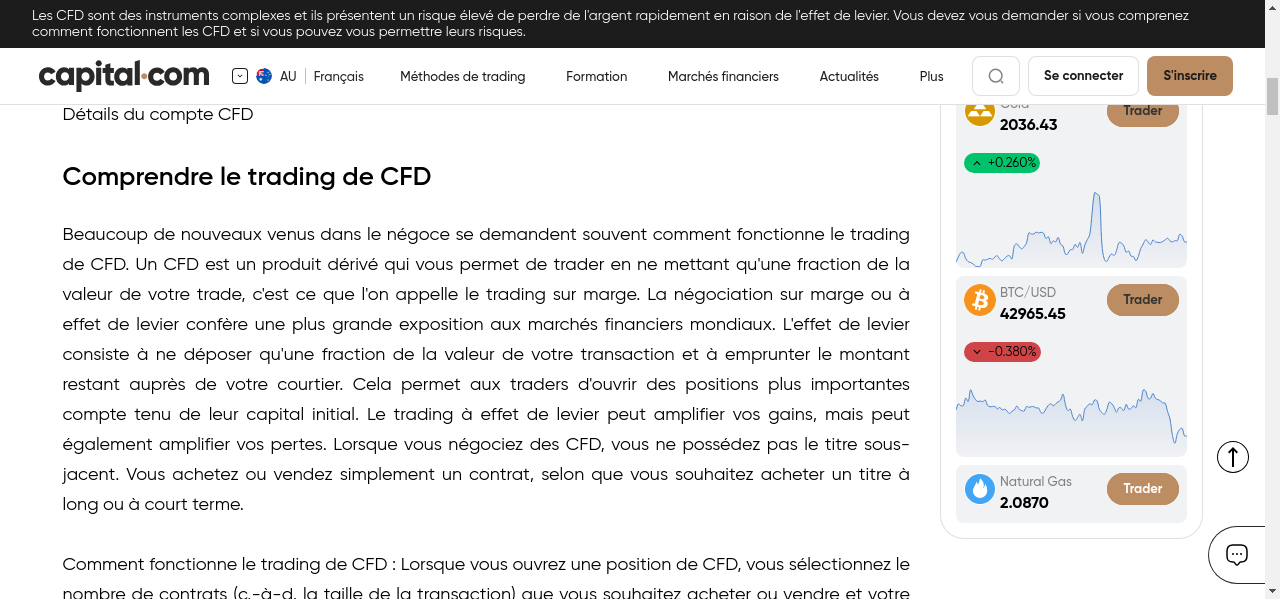 Les CFD sont des instruments complexes et ils présentent un risque élevé de perdre de l'argent rapidement en raison de l'effet de levier. Vous devez vous demander si vous comprenez
comment fonctionnent les CFD et si vous pouvez vous permettre leurs risques.
capital.com
AU
Français
Méthodes de trading
Formation
Marchés financiers
Actualités
Plus
Se connecter
S'inscrire
Détails du compte CFD
Comprendre le trading de CFD
Beaucoup de nouveaux venus dans le négoce se demandent souvent comment fonctionne le trading
de CFD. Un CFD est un produit dérivé qui vous permet de trader en ne mettant qu'une fraction de la
valeur de votre trade, c'est ce que l'on appelle le trading sur marge. La négociation sur marge ou à
effet de levier confère une plus grande exposition aux marchés financiers mondiaux. L'effet de levier
consiste à ne déposer qu'une fraction de la valeur de votre transaction et à emprunter le montant
restant auprès de votre courtier. Cela permet aux traders d'ouvrir des positions plus importantes
compte tenu de leur capital initial. Le trading à effet de levier peut amplifier vos gains, mais peut
également amplifier vos pertes. Lorsque vous négociez des CFD, vous ne possédez pas le titre sous-
jacent. Vous achetez ou vendez simplement un contrat, selon que vous souhaitez acheter un titre à
long ou à court terme.
Comment fonctionne le trading de CFD : Lorsque vous ouvrez une position de CFD, vous sélectionnez le
nombre de contrats (c.-à-d. la taille de la transaction) que vous souhaitez acheter ou vendre et votre
Gold
2036.43
Trader
+0.260%
BTC/USD
42965.45
Trader
-0.380%
Natural Gas
2.0870
Trader